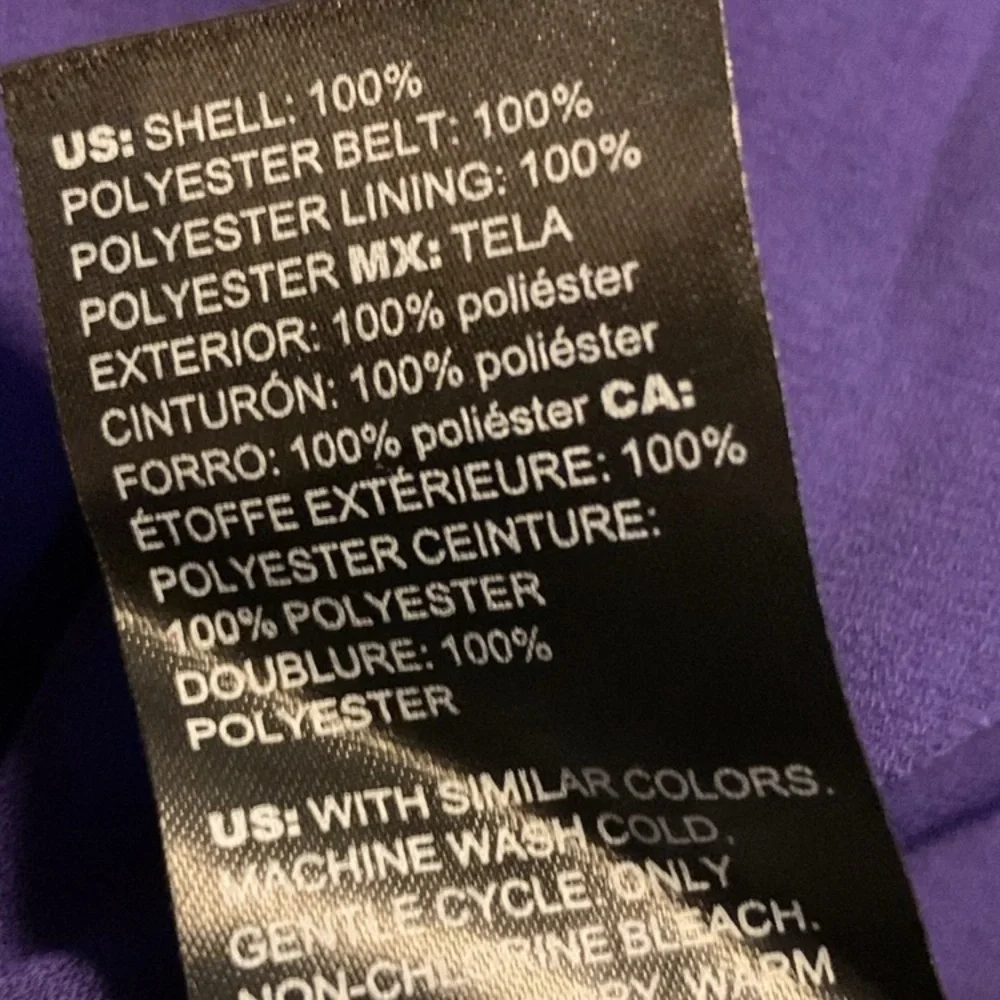 US: SHELL: 100%
POLYESTER BELT: 100%
POLYESTER LINING: 100%
POLYESTER MX: TELA
EXTERIOR: 100% poliéster
CINTURÓN: 100% poliéster
FORRO: 100% poliéster CA:
ÉTOFFE EXTÉRIEURE: 100%
POLYESTER CEINTURE:
100% POLYESTER
DOUBLURE: 100%
POLYESTER
US: WITH SIMILAR COLORS.
MACHINE WASH COLD.
GENTLE CYCLE. ONLY
BLEACH.
WARM